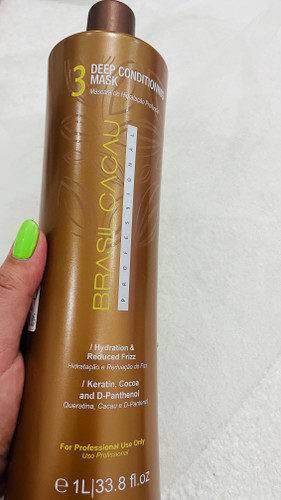 3
DEEP CONDITIONING
MASK
Máscara de Hidratação Profunda
BRASIL CACAU
PROFESSIONAL
/ Hydration &
Reduced Frizz
Hidratação e Redução de Frizz
/ Keratin, Cocoa
and D-Panthenol
Queratina, Cacau e D-Pantenol
For Professional Use Only
Uso Profissional
e 1L|33.8 fl.oz